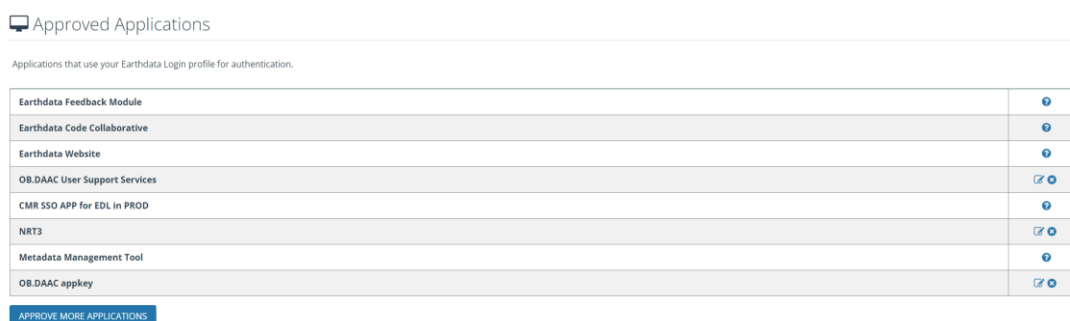 Approved Applications
Applications that use your Earthdata Login profile for authentication.
Earthdata Feedback Module
Earthdata Code Collaborative
Earthdata Website
OB.DAAC User Support Services
CMR SSO APP for EDL in PROD
NRT3
Metadata Management Tool
OB.DAAC appkey
APPROVE MORE APPLICATIONS